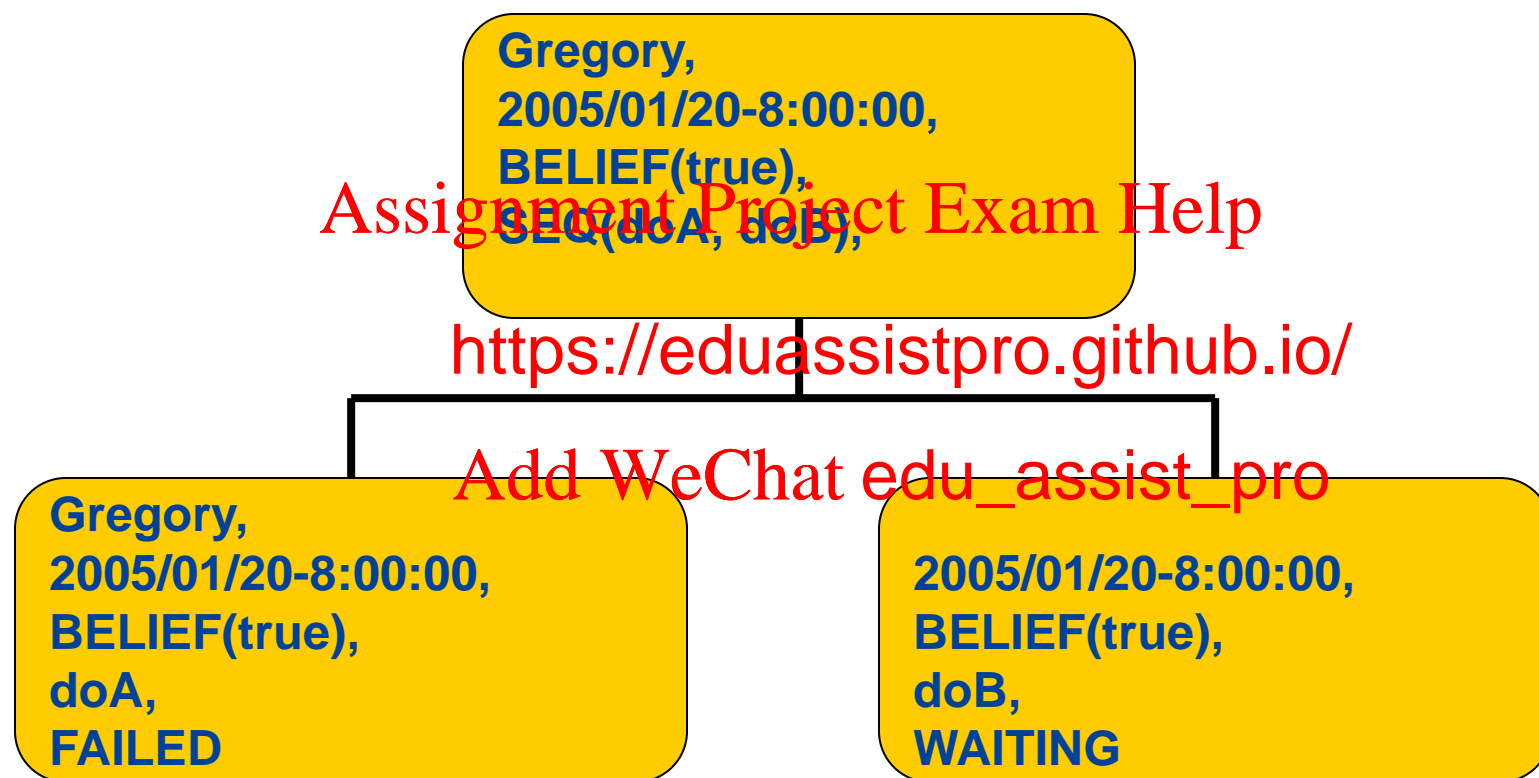 Gregory,
2005/01/20-8:00:00,
BELIEF(true),
SEQ(doA, doB),
Assignment Project Exam Help
https://eduassistpro.github.io/
Add WeChat edu_assist_pro
Gregory,
2005/01/20-8:00:00,
BELIEF(true),
doA,
FAILED
2005/01/20-8:00:00,
BELIEF(true),
doB,
WAITING